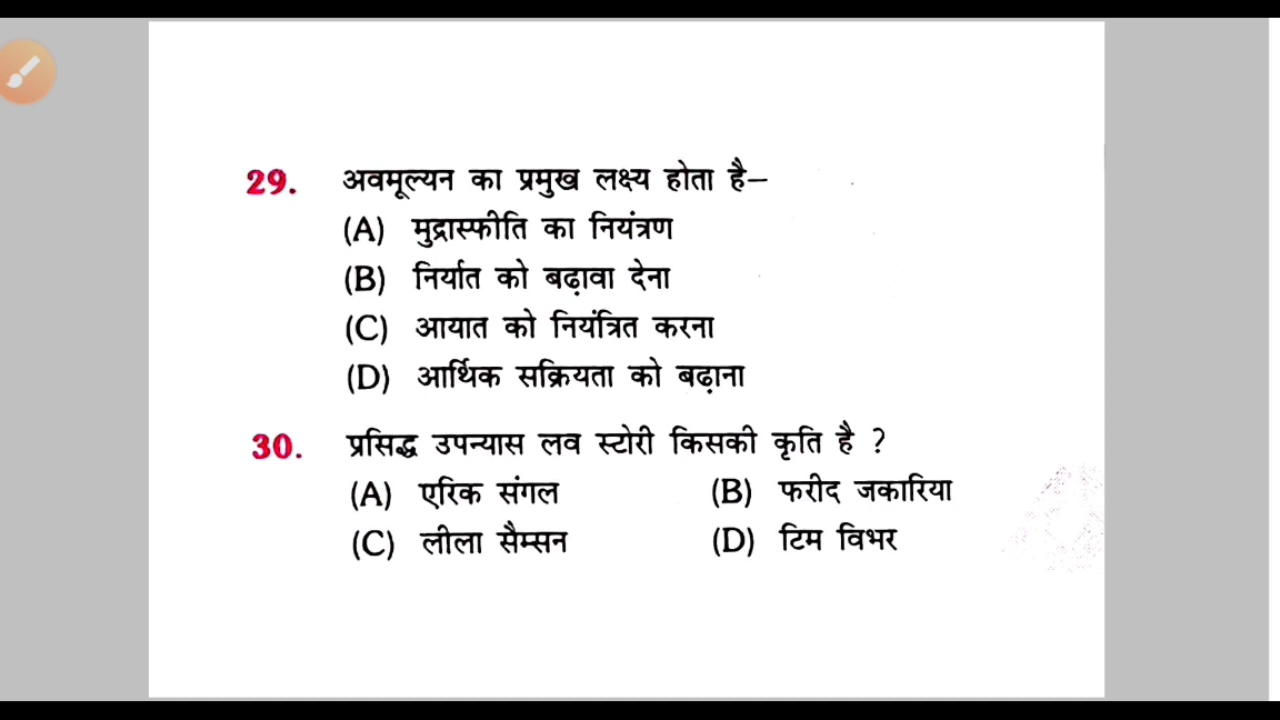 29. अवमूल्यन का प्रमुख लक्ष्य होता है–
(A) मुद्रास्फीति का नियंत्रण
(B) निर्यात को बढ़ावा देना
(C) आयात को नियंत्रित करना
(D) आर्थिक सक्रियता को बढ़ाना
30. प्रसिद्ध उपन्यास लव स्टोरी किसकी कृति है ?
(A) एरिक संगल (B) फरीद जकारिया
(C) लीला सैम्सन (D) टिम विभर